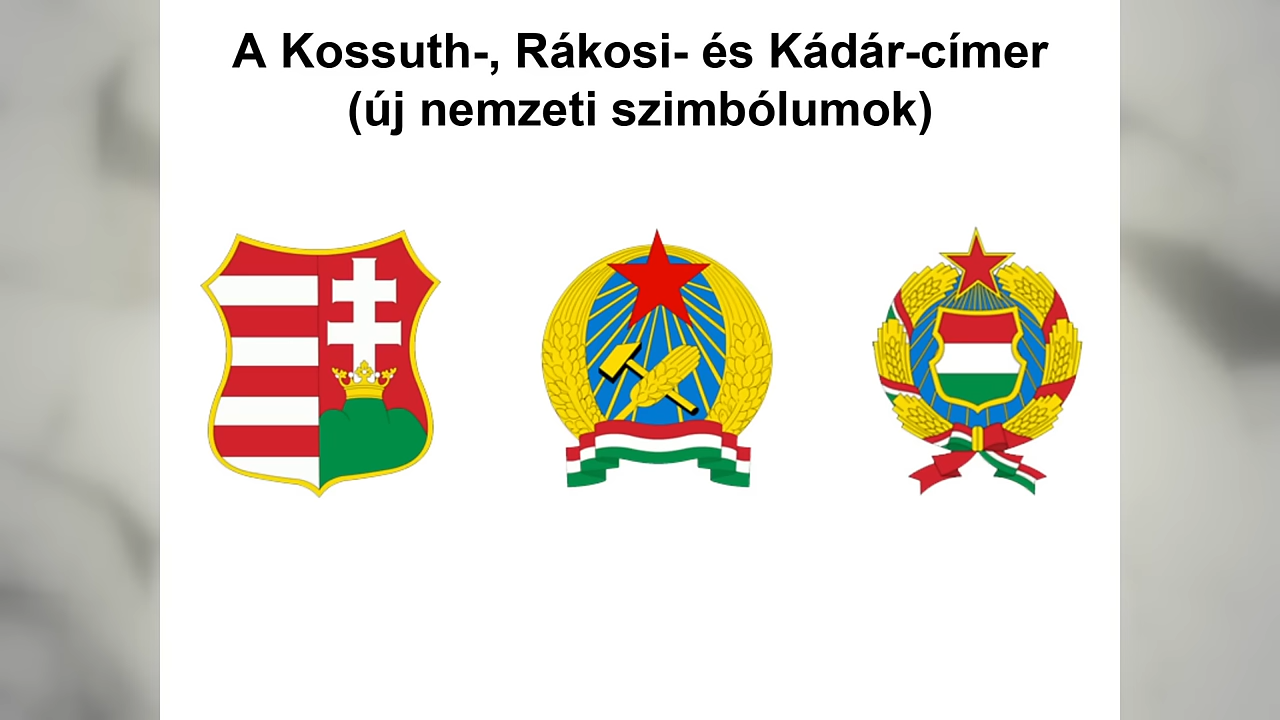 A Kossuth-, Rákosi- és Kádár-címer
(új nemzeti szimbólumok)